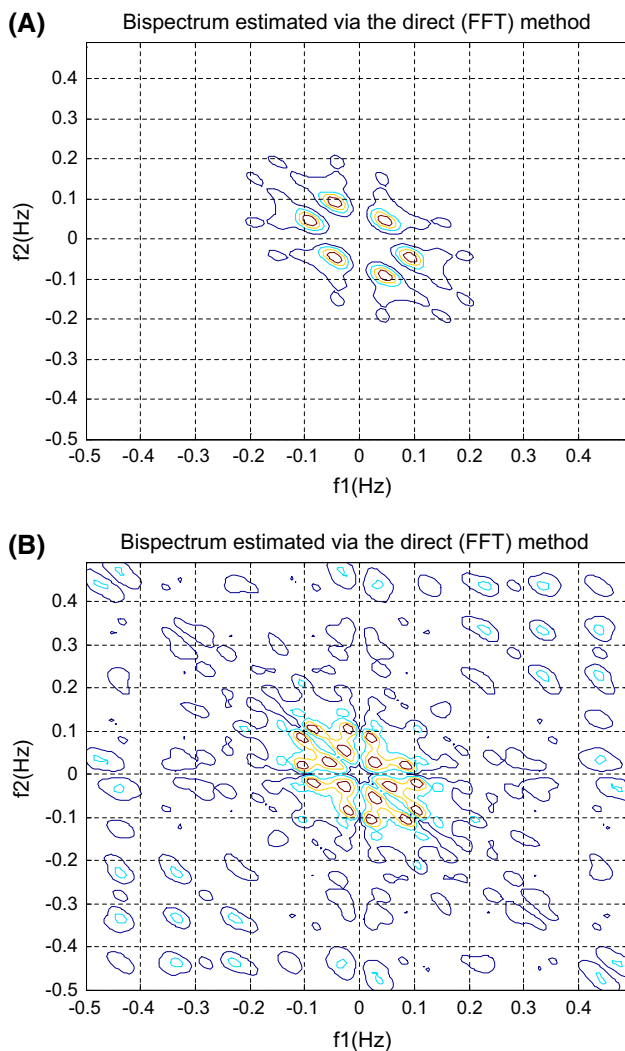 (A)
Bispectrum estimated via the direct (FFT) method
0.4
0.3
0.2
0.1
0
-0.1
-0.2
-0.3
-0.4
-0.5
f2(Hz)
-0.5 -0.4 -0.3 -0.2 -0.1 0 0.1 0.2 0.3 0.4
f1(Hz)
(B)
Bispectrum estimated via the direct (FFT) method
0.4
0.3
0.2
0.1
0
-0.1
-0.2
-0.3
-0.4
-0.5
f2(Hz)
-0.5 -0.4 -0.3 -0.2 -0.1 0 0.1 0.2 0.3 0.4
f1(Hz)